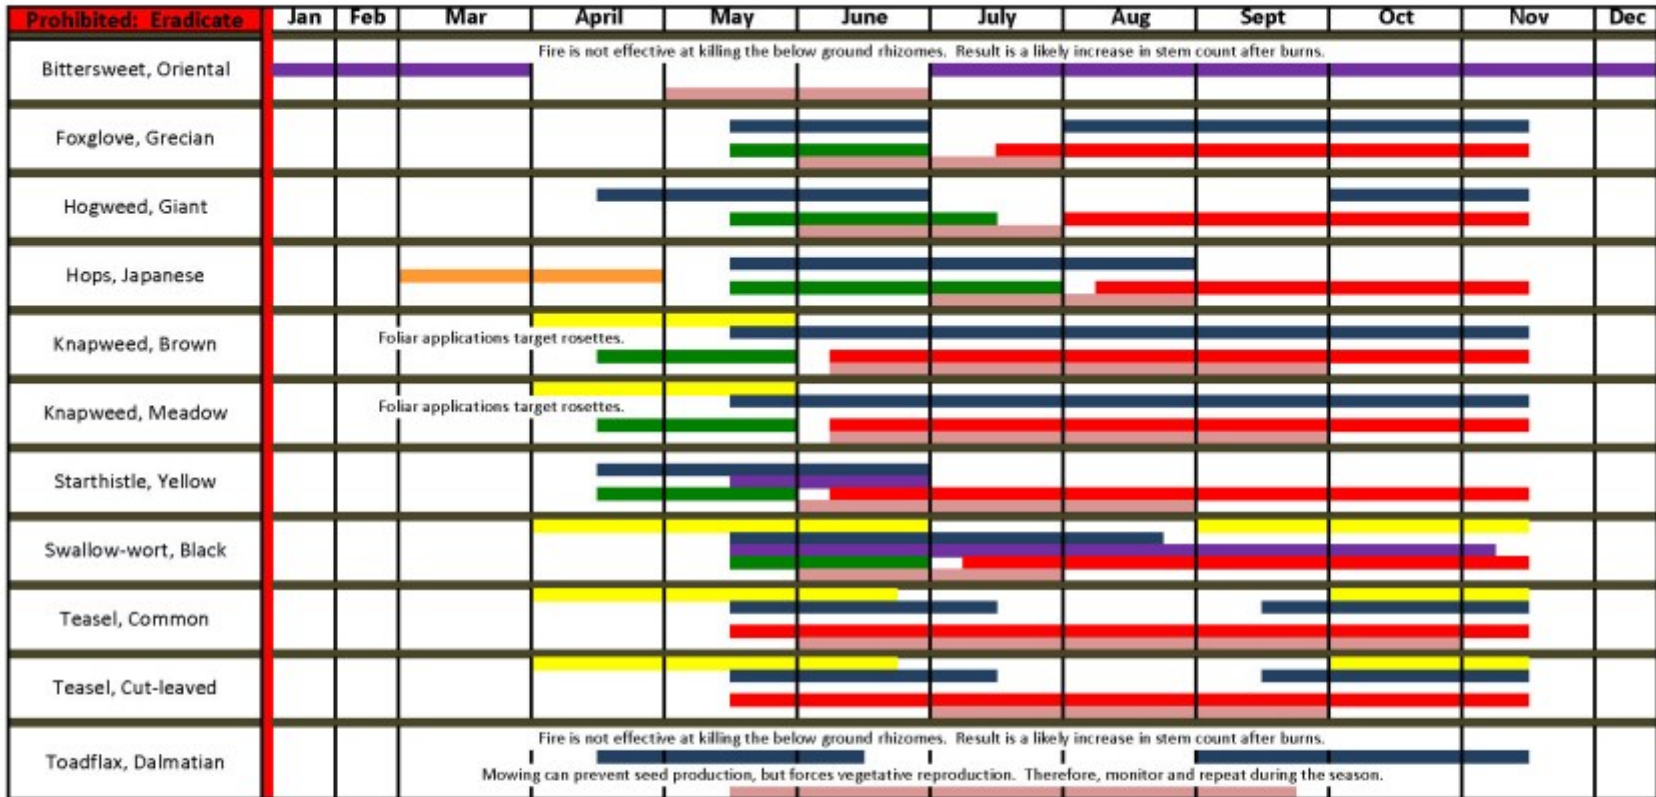 Prohibited: Eradicate Jan Feb Mar April May June July Aug Sept Oct Nov Dec
Fire is not effective at killing the below ground rhizomes. Result is a likely increase in stem count after burns.
Bittersweet, Oriental
Foxglove, Grecian
Hogweed, Giant
Hops, Japanese
Knapweed, Brown
Foliar applications target rosettes.
Knapweed, Meadow
Foliar applications target rosettes.
Starthistle, Yellow
Swallow-wort, Black
Teasel, Common
Teasel, Cut-leaved
Fire is not effective at killing the below ground rhizomes. Result is a likely increase in stem count after burns.
Toadflax, Dalmatian
Mowing can prevent seed production, but forces vegetative reproduction. Therefore, monitor and repeat during the season.